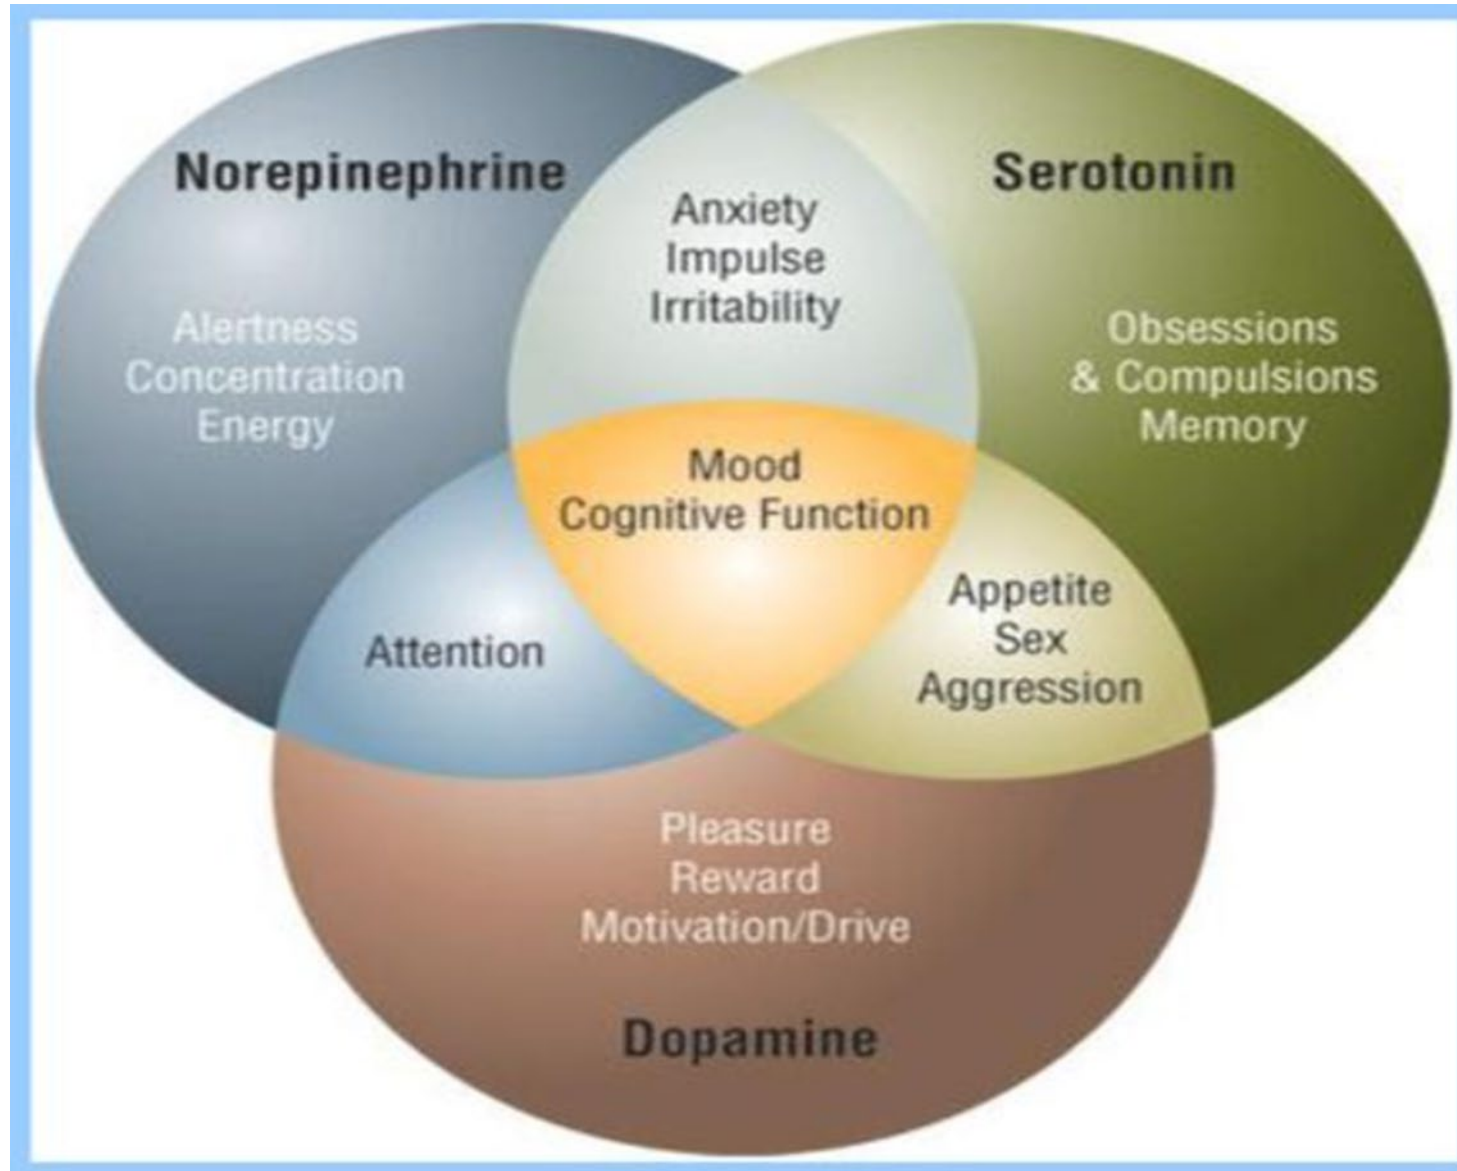 Norepinephrine
Serotonin
Anxiety
Impulse
Irritability
Alertness
Concentration
Energy
Obsessions
& Compulsions
Memory
Mood
Cognitive Function
Attention
Appetite
Sex
Aggression
Pleasure
Reward
Motivation/Drive
Dopamine